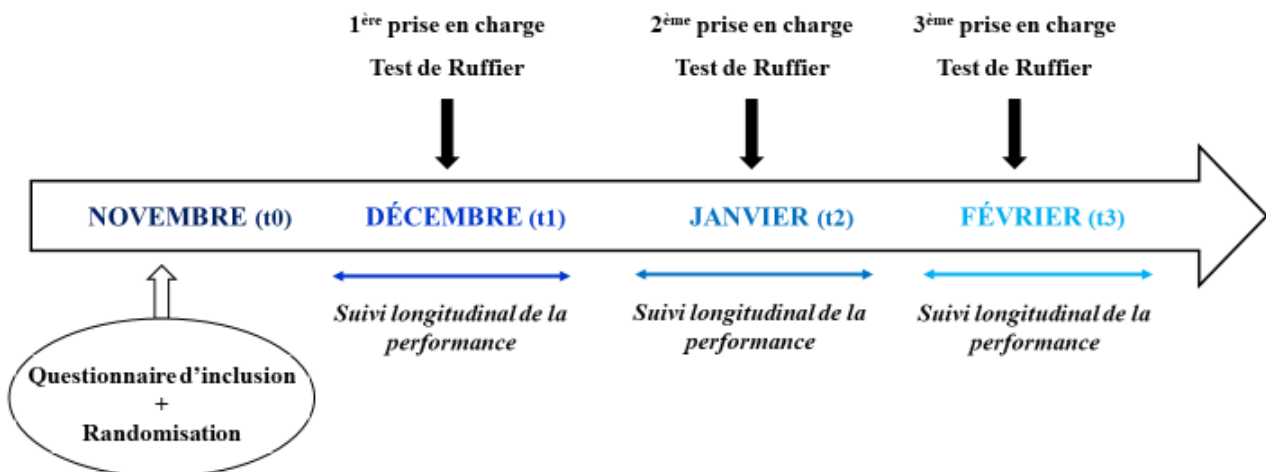 1ère prise en charge
Test de Ruffier
2ème prise en charge
Test de Ruffier
3ème prise en charge
Test de Ruffier
NOVEMBRE (t0)
DÉCEMBRE (t1)
JANVIER (t2)
FÉVRIER (t3)
Suivi longitudinal de la
performance
Suivi longitudinal de la
performance
Suivi longitudinal de la
performance
Questionnaire d'inclusion
+
Randomisation